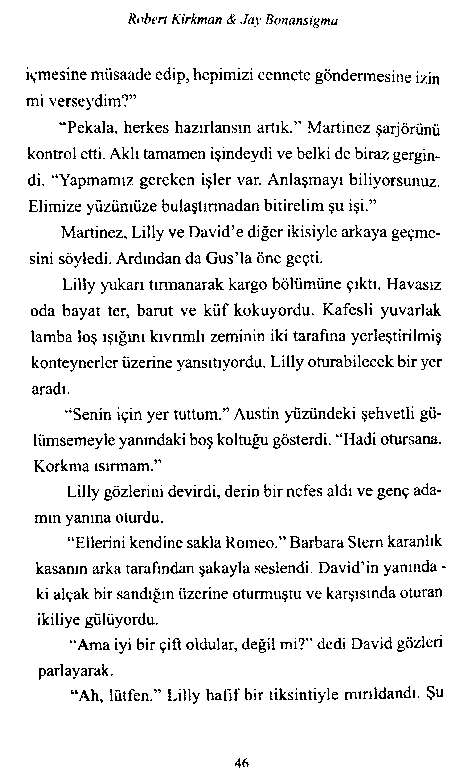 Robert Kirkman & Jay Bonansigma
içmesine müsaade edip, hepimizi cennete göndermesine izin
mi verseydim?”
“Pekala, herkes hazırlansın artık.” Martinez şarjörünü
kontrol etti. Aklı tamamen işindeydi ve belki de biraz gergin-
di. “Yapmamız gereken işler var. Anlaşmayı biliyorsunuz.
Elimize yüzümüze bulaştırmadan bitirelim şu işi.”
Martinez, Lilly ve David’e diğer ikisiyle arkaya geçme-
sini söyledi. Ardından da Gus’la öne geçti.
Lilly yukarı tırmanarak kargo bölümüne çıktı. Havasız
oda bayat ter, barut ve küf kokuyordu. Kafesli yuvarlak
lamba loş ışığını kıvrımlı zeminin iki tarafına yerleştirilmiş
konteynerler üzerine yansıtıyordu. Lilly oturabilecek bir yer
aradı.
“Senin için yer tuttum.” Austin yüzündeki şehvetli gü-
lümsemeyle yanındaki boş koltuğu gösterdi. “Hadi otursana.
Korkma ısırmam.”
Lilly gözlerini devirdi, derin bir nefes aldı ve genç ada-
mın yanına oturdu.
“Ellerini kendine sakla Romeo.” Barbara Stern karanlık
kasanın arka tarafından şakayla seslendi. David’in yanında -
ki alçak bir sandığın üzerine oturmuştu ve karşısında oturan
ikiliye gülüyordu.
“Ama iyi bir çift oldular, değil mi?” dedi David gözleri
parlayarak.
“Ah, lütfen.” Lilly hafif bir tiksintiyle mırıldandı. Şu
46